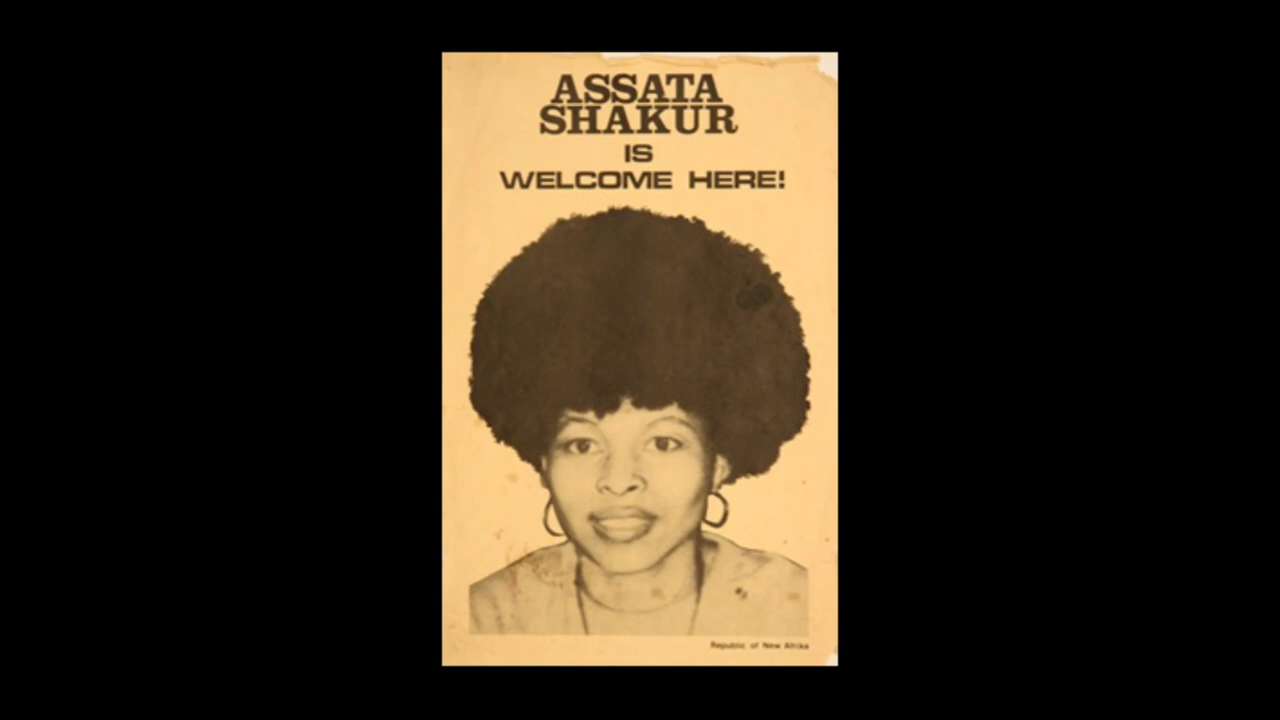 ASSATA
SHAKUR
IS
WELCOME HERE!
Republic of New Afrika